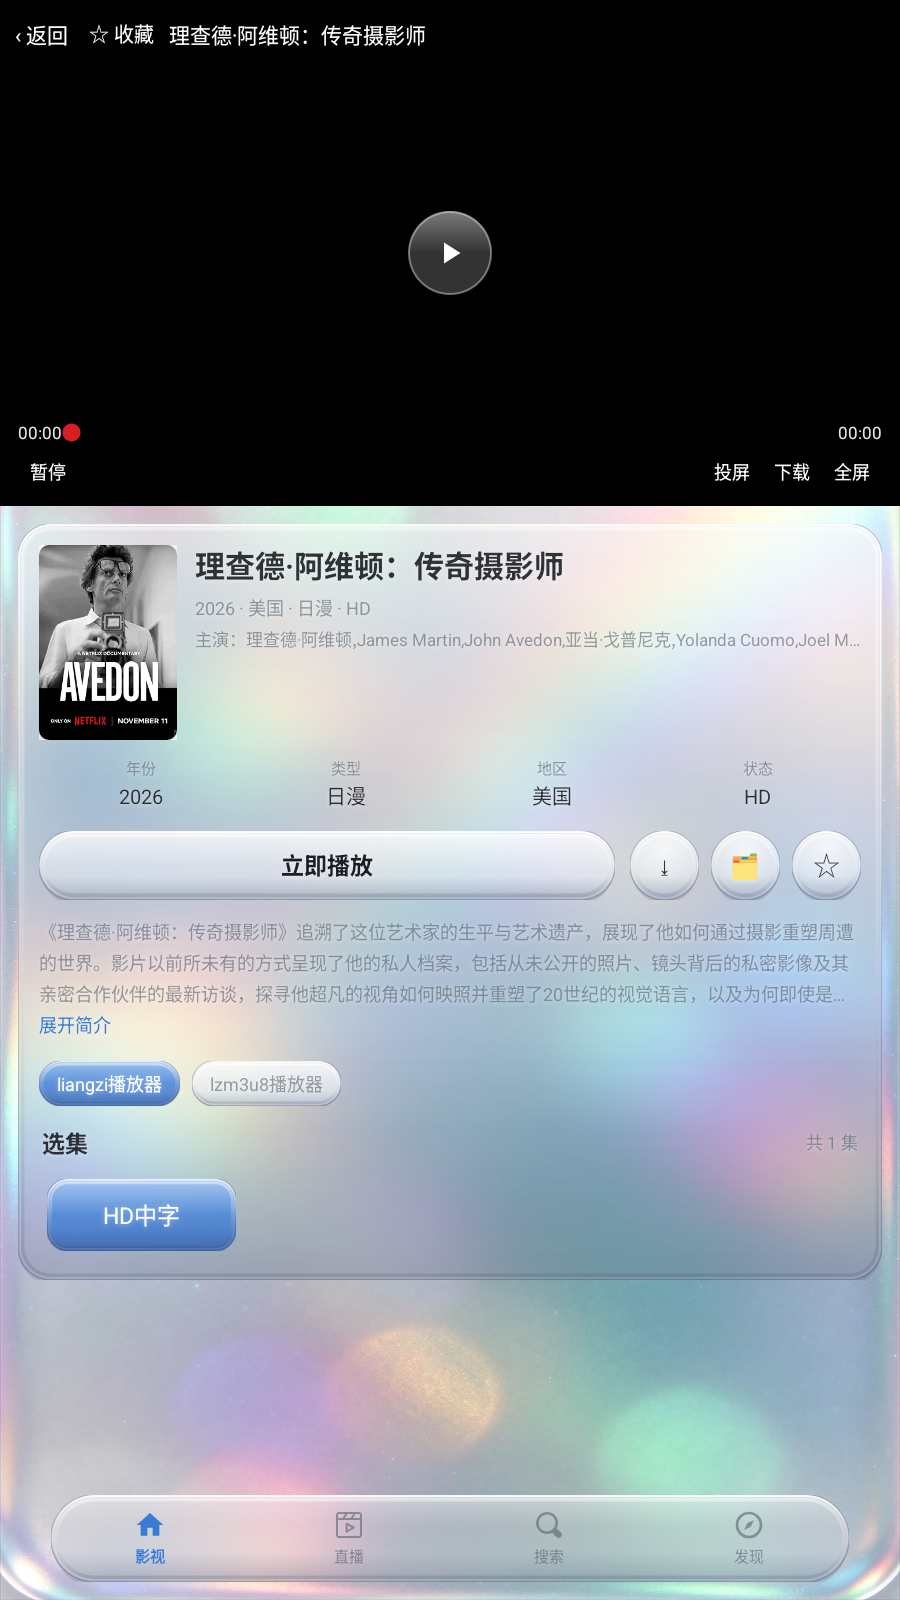 ‹ 返回 ☆ 收藏 理查德·阿维顿：传奇摄影师
00:00 00:00
暂停 投屏 下载 全屏
理查德·阿维顿：传奇摄影师
2026 · 美国 · 日漫 · HD
主演：理查德·阿维顿,James Martin,John Avedon,亚当·戈普尼克,Yolanda Cuomo,Joel M...
A NETFLIX DOCUMENTARY
AVEDON
ONLY ON NETFLIX | NOVEMBER 11
年份 类型 地区 状态
2026 日漫 美国 HD
立即播放 ↓ ☆
《理查德·阿维顿：传奇摄影师》追溯了这位艺术家的生平与艺术遗产，展现了他如何通过摄影重塑周遭
的世界。影片以前所未有的方式呈现了他的私人档案，包括从未公开的照片、镜头背后的私密影像及其
亲密合作伙伴的最新访谈，探寻他超凡的视角如何映照并重塑了20世纪的视觉语言，以及为何即使是...
展开简介
liangzi播放器 lzm3u8播放器
选集 共 1 集
HD中字
影视 直播 搜索 发现